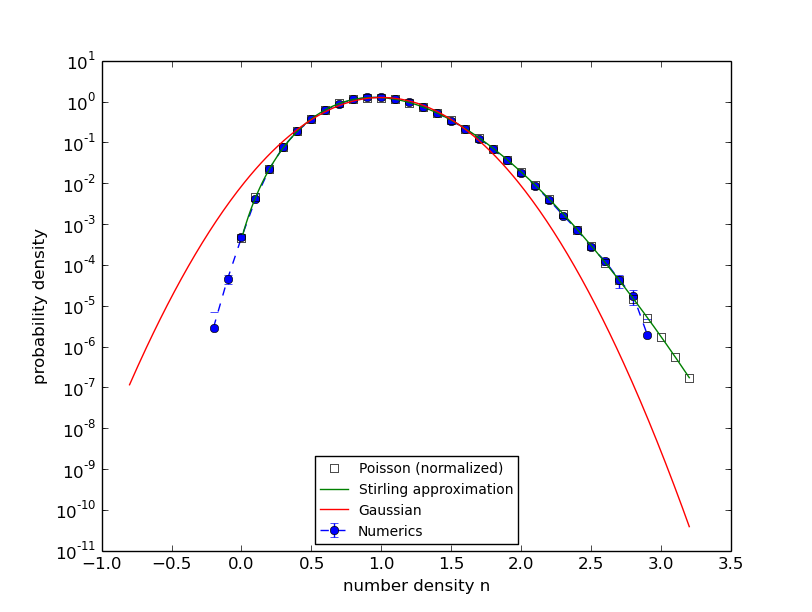 10^1
10^0
10^-1
10^-2
10^-3
10^-4
10^-5
10^-6
10^-7
10^-8
10^-9
10^-10
10^-11
probability density
Poisson (normalized)
Stirling approximation
Gaussian
Numerics
−1.0 −0.5 0.0 0.5 1.0 1.5 2.0 2.5 3.0 3.5
number density n